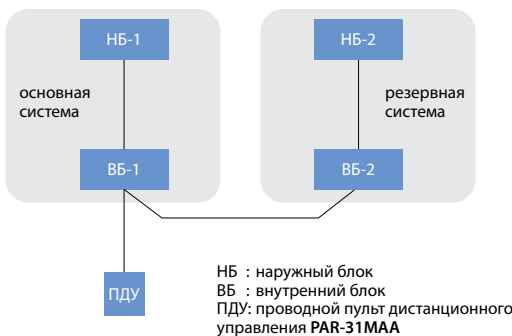 НБ-1
НБ-2
основная
система
резервная
система
ВБ-1
ВБ-2
ПДУ
НБ : наружный блок
ВБ : внутренний блок
ПДУ: проводной пульт дистанционного
управления PAR-31MAA